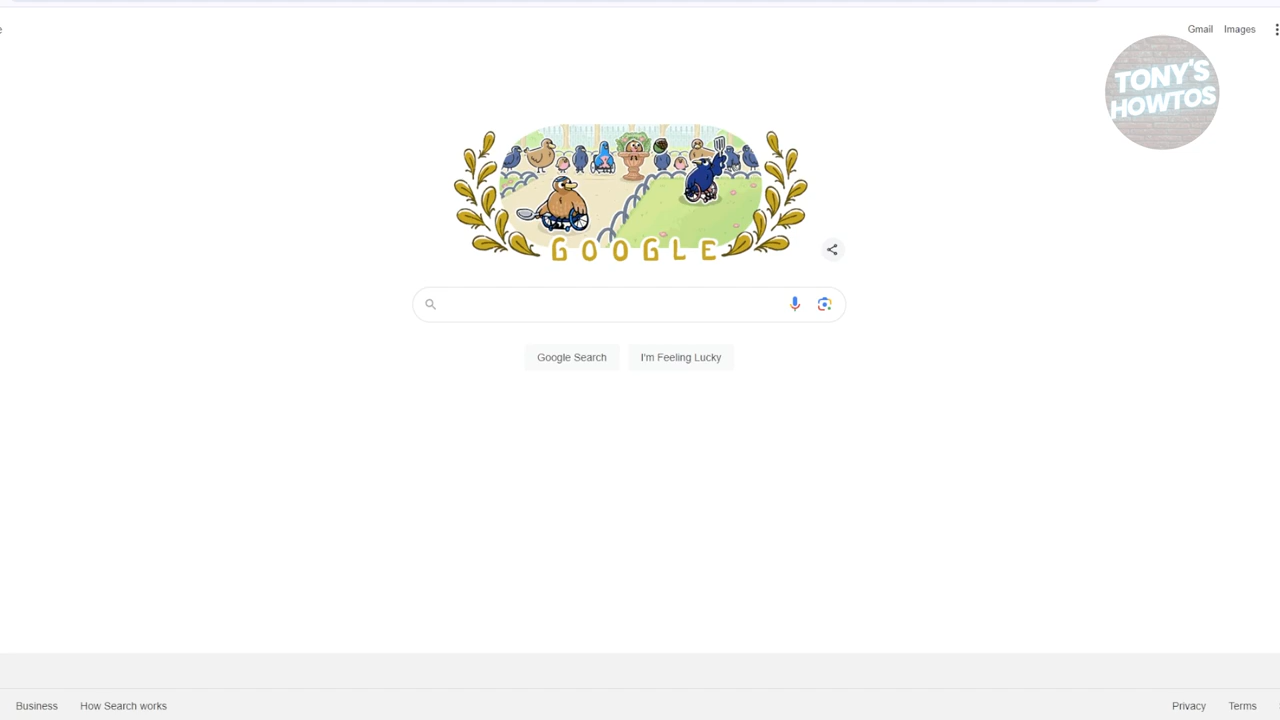 Gmail Images
TONY'S
HOWTOS
GOOGLE
Google Search I'm Feeling Lucky
Business How Search works Privacy Terms